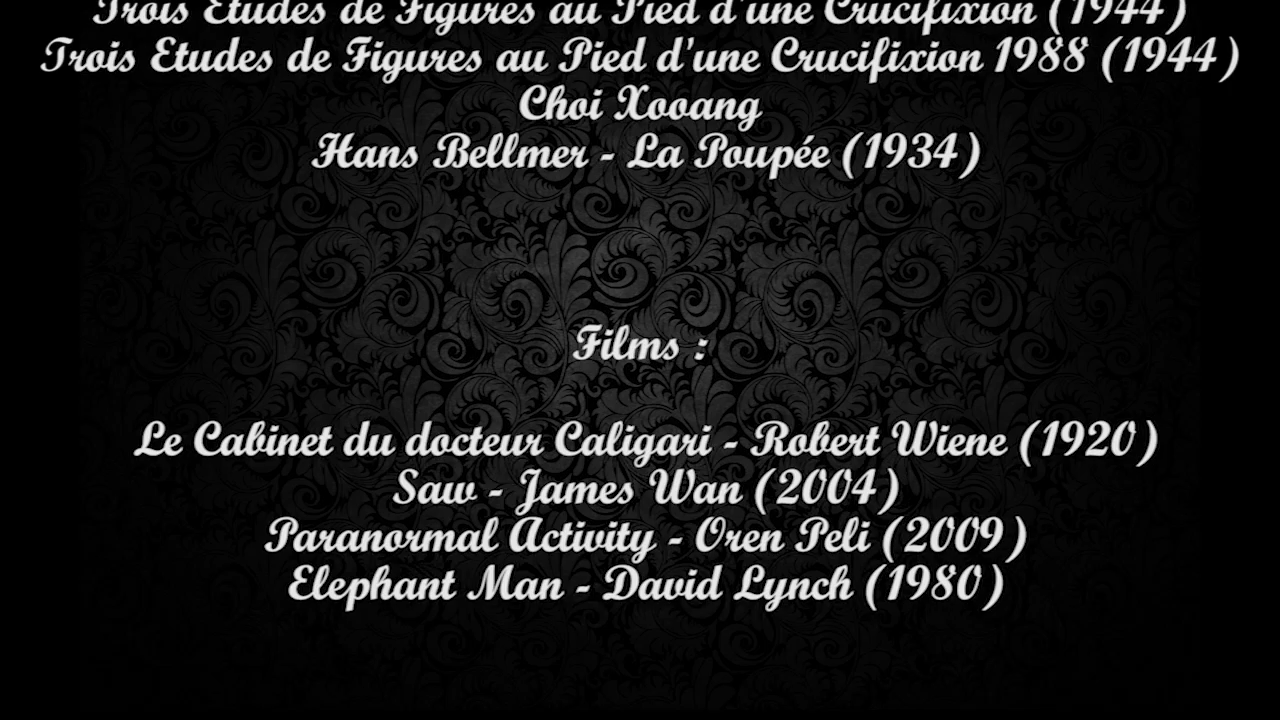 Trois Etudes de Figures au Pied d'une Crucifixion (1944)
Trois Etudes de Figures au Pied d'une Crucifixion 1988 (1944)
Choi Xooang
Hans Bellmer - La Poupée (1934)
Films :
Le Cabinet du docteur Caligari - Robert Wiene (1920)
Saw - James Wan (2004)
Paranormal Activity - Oren Peli (2009)
Elephant Man - David Lynch (1980)